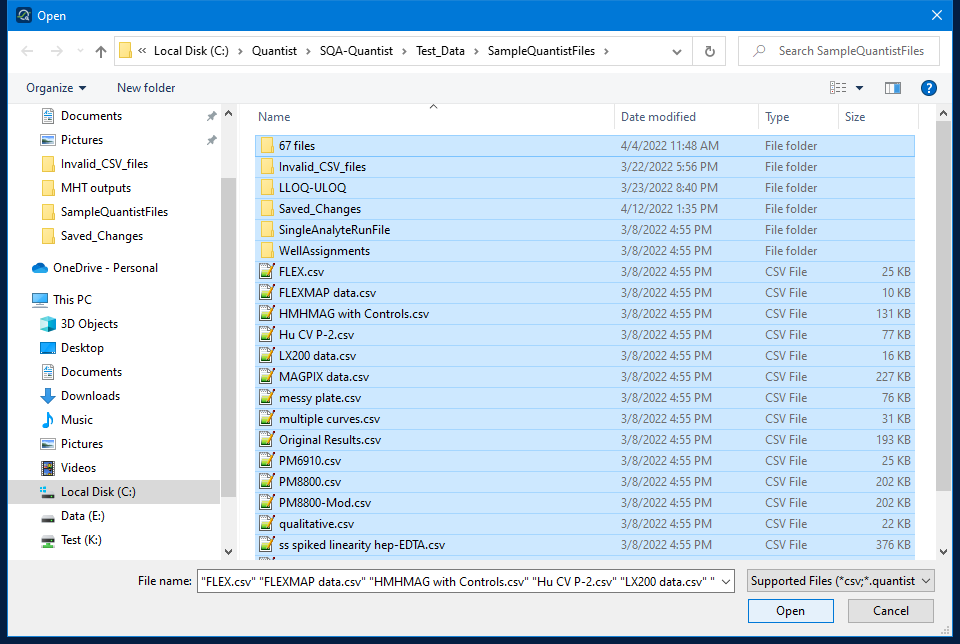 Open
« Local Disk (C:) › Quantist › SQA-Quantist › Test_Data › SampleQuantistFiles ›
Search SampleQuantistFiles
Organize
New folder
Documents
Pictures
Invalid_CSV_files
MHT outputs
SampleQuantistFiles
Saved_Changes
OneDrive - Personal
This PC
3D Objects
Desktop
Documents
Downloads
Music
Pictures
Videos
Local Disk (C:)
Data (E:)
Test (K:)
Name Date modified Type Size
67 files 4/4/2022 11:48 AM File folder
Invalid_CSV_files 3/22/2022 5:56 PM File folder
LLOQ-ULOQ 3/23/2022 8:40 PM File folder
Saved_Changes 4/12/2022 1:35 PM File folder
SingleAnalyteRunFile 3/8/2022 4:55 PM File folder
WellAssignments 3/8/2022 4:55 PM File folder
FLEX.csv 3/8/2022 4:55 PM CSV File 25 KB
FLEXMAP data.csv 3/8/2022 4:55 PM CSV File 10 KB
HMHMAG with Controls.csv 3/8/2022 4:55 PM CSV File 131 KB
Hu CV P-2.csv 3/8/2022 4:55 PM CSV File 77 KB
LX200 data.csv 3/8/2022 4:55 PM CSV File 16 KB
MAGPIX data.csv 3/8/2022 4:55 PM CSV File 227 KB
messy plate.csv 3/8/2022 4:55 PM CSV File 76 KB
multiple curves.csv 3/8/2022 4:55 PM CSV File 31 KB
Original Results.csv 3/8/2022 4:55 PM CSV File 193 KB
PM6910.csv 3/8/2022 4:55 PM CSV File 25 KB
PM8800.csv 3/8/2022 4:55 PM CSV File 202 KB
PM8800-Mod.csv 3/8/2022 4:55 PM CSV File 202 KB
qualitative.csv 3/8/2022 4:55 PM CSV File 22 KB
ss spiked linearity hep-EDTA.csv 3/8/2022 4:55 PM CSV File 376 KB
File name: "FLEX.csv" "FLEXMAP data.csv" "HMHMAG with Controls.csv" "Hu CV P-2.csv" "LX200 data.csv" "
Supported Files (*csv;*.quantist
Open
Cancel